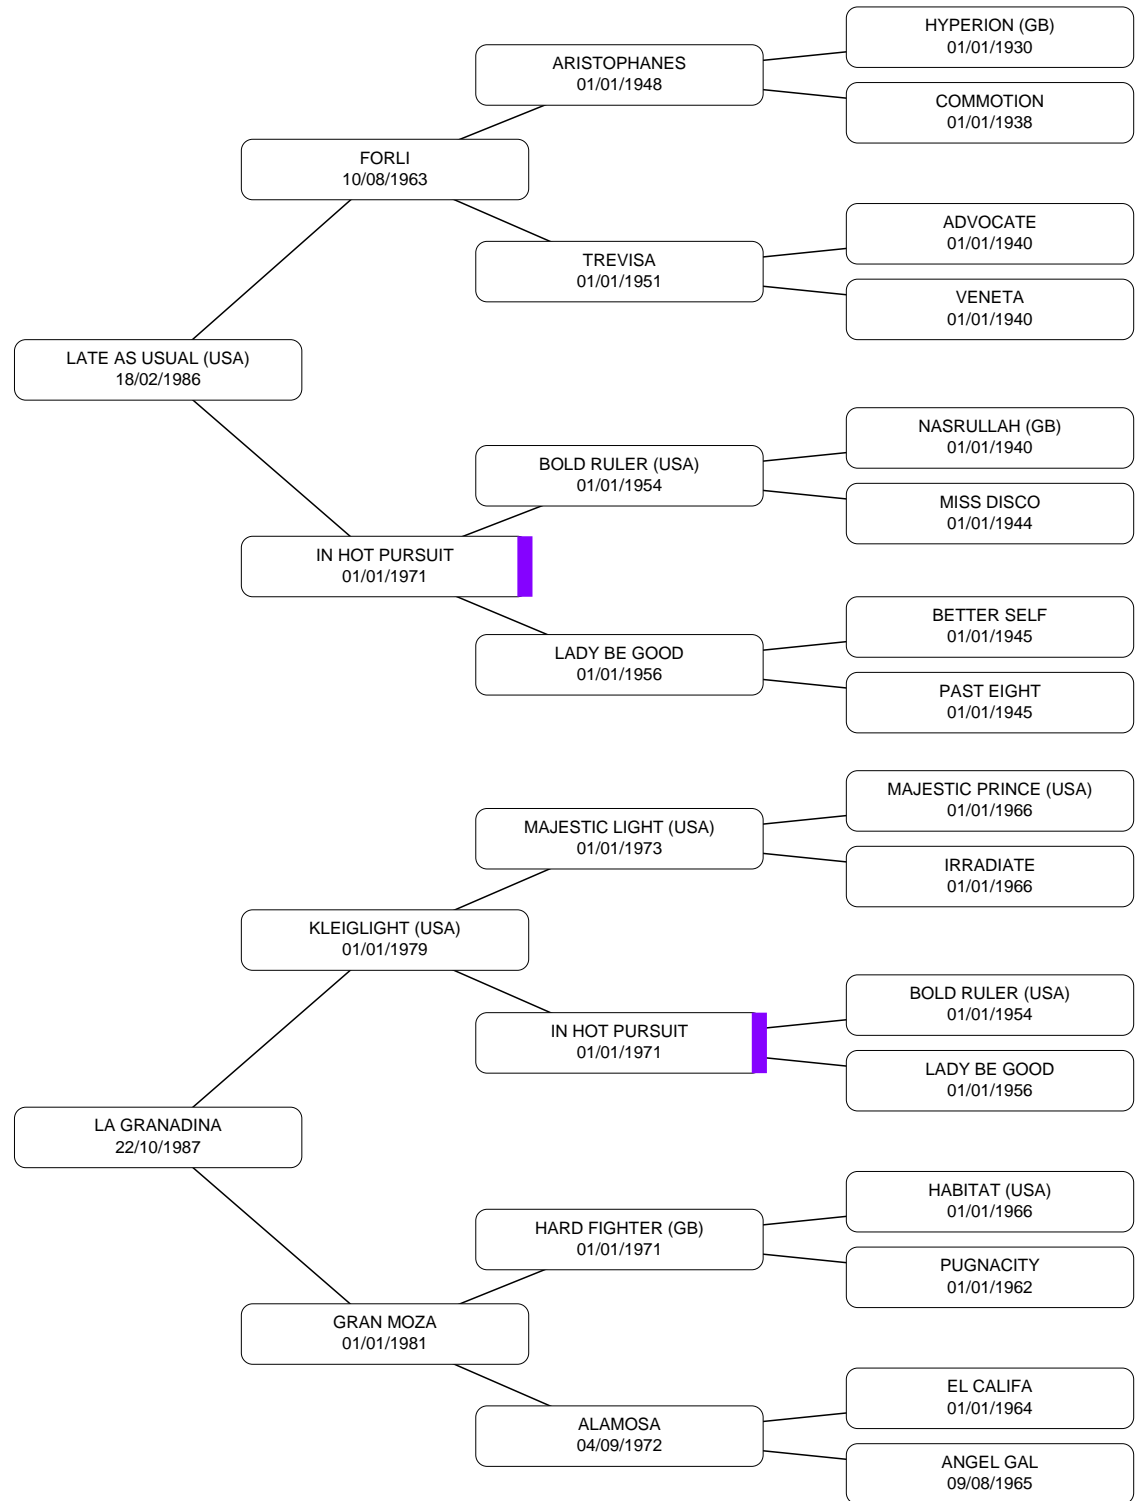 HYPERION (GB)
01/01/1930
ARISTOPHANES
01/01/1948
COMMOTION
01/01/1938
FORLI
10/08/1963
ADVOCATE
01/01/1940
TREVISA
01/01/1951
VENETA
01/01/1940
LATE AS USUAL (USA)
18/02/1986
NASRULLAH (GB)
01/01/1940
BOLD RULER (USA)
01/01/1954
MISS DISCO
01/01/1944
IN HOT PURSUIT
01/01/1971
BETTER SELF
01/01/1945
LADY BE GOOD
01/01/1956
PAST EIGHT
01/01/1945
MAJESTIC PRINCE (USA)
01/01/1966
MAJESTIC LIGHT (USA)
01/01/1973
IRRADIATE
01/01/1966
KLEIGLIGHT (USA)
01/01/1979
BOLD RULER (USA)
01/01/1954
IN HOT PURSUIT
01/01/1971
LADY BE GOOD
01/01/1956
LA GRANADINA
22/10/1987
HABITAT (USA)
01/01/1966
HARD FIGHTER (GB)
01/01/1971
PUGNACITY
01/01/1962
GRAN MOZA
01/01/1981
EL CALIFA
01/01/1964
ALAMOSA
04/09/1972
ANGEL GAL
09/08/1965